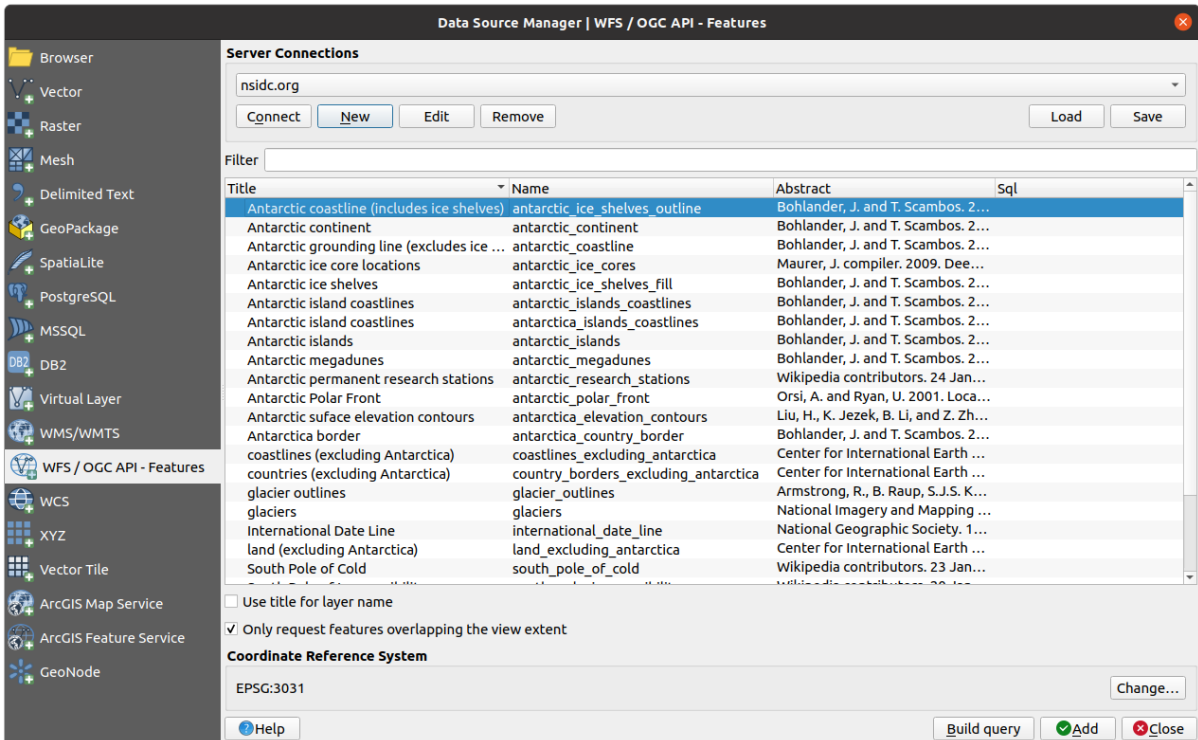 Data Source Manager | WFS / OGC API - Features
Browser
Vector
Raster
Mesh
Delimited Text
GeoPackage
SpatiaLite
PostgreSQL
MSSQL
DB2
DB2
Virtual Layer
WMS/WMTS
WFS / OGC API - Features
WCS
XYZ
Vector Tile
ArcGIS Map Service
ArcGIS Feature Service
GeoNode
Server Connections
nsidc.org
Connect New Edit Remove Load Save
Filter
Title Name Abstract Sql
Antarctic coastline (includes ice shelves) antarctic_ice_shelves_outline Bohlander, J. and T. Scambos. 2...
Antarctic continent antarctic_continent Bohlander, J. and T. Scambos. 2...
Antarctic grounding line (excludes ice ... antarctic_coastline Bohlander, J. and T. Scambos. 2...
Antarctic ice core locations antarctic_ice_cores Maurer, J. compiler. 2009. Dee...
Antarctic ice shelves antarctic_ice_shelves_fill Bohlander, J. and T. Scambos. 2...
Antarctic island coastlines antarctic_islands_coastlines Bohlander, J. and T. Scambos. 2...
Antarctic island coastlines antarctica_islands_coastlines Bohlander, J. and T. Scambos. 2...
Antarctic islands antarctic_islands Bohlander, J. and T. Scambos. 2...
Antarctic megadunes antarctic_megadunes Bohlander, J. and T. Scambos. 2...
Antarctic permanent research stations antarctic_research_stations Wikipedia contributors. 24 Jan...
Antarctic Polar Front antarctic_polar_front Orsi, A. and Ryan, U. 2001. Loca...
Antarctic suface elevation contours antarctica_elevation_contours Liu, H., K. Jezek, B. Li, and Z. Zh...
Antarctica border antarctica_country_border Bohlander, J. and T. Scambos. 2...
coastlines (excluding Antarctica) coastlines_excluding_antarctica Center for International Earth ...
countries (excluding Antarctica) country_borders_excluding_antarctica Center for International Earth ...
glacier outlines glacier_outlines Armstrong, R., B. Raup, S.J.S. K...
glaciers glaciers National Imagery and Mapping ...
International Date Line international_date_line National Geographic Society. 1...
land (excluding Antarctica) land_excluding_antarctica Center for International Earth ...
South Pole of Cold south_pole_of_cold Wikipedia contributors. 23 Jan...
Use title for layer name
Only request features overlapping the view extent
Coordinate Reference System
EPSG:3031 Change...
Help Build query Add Close